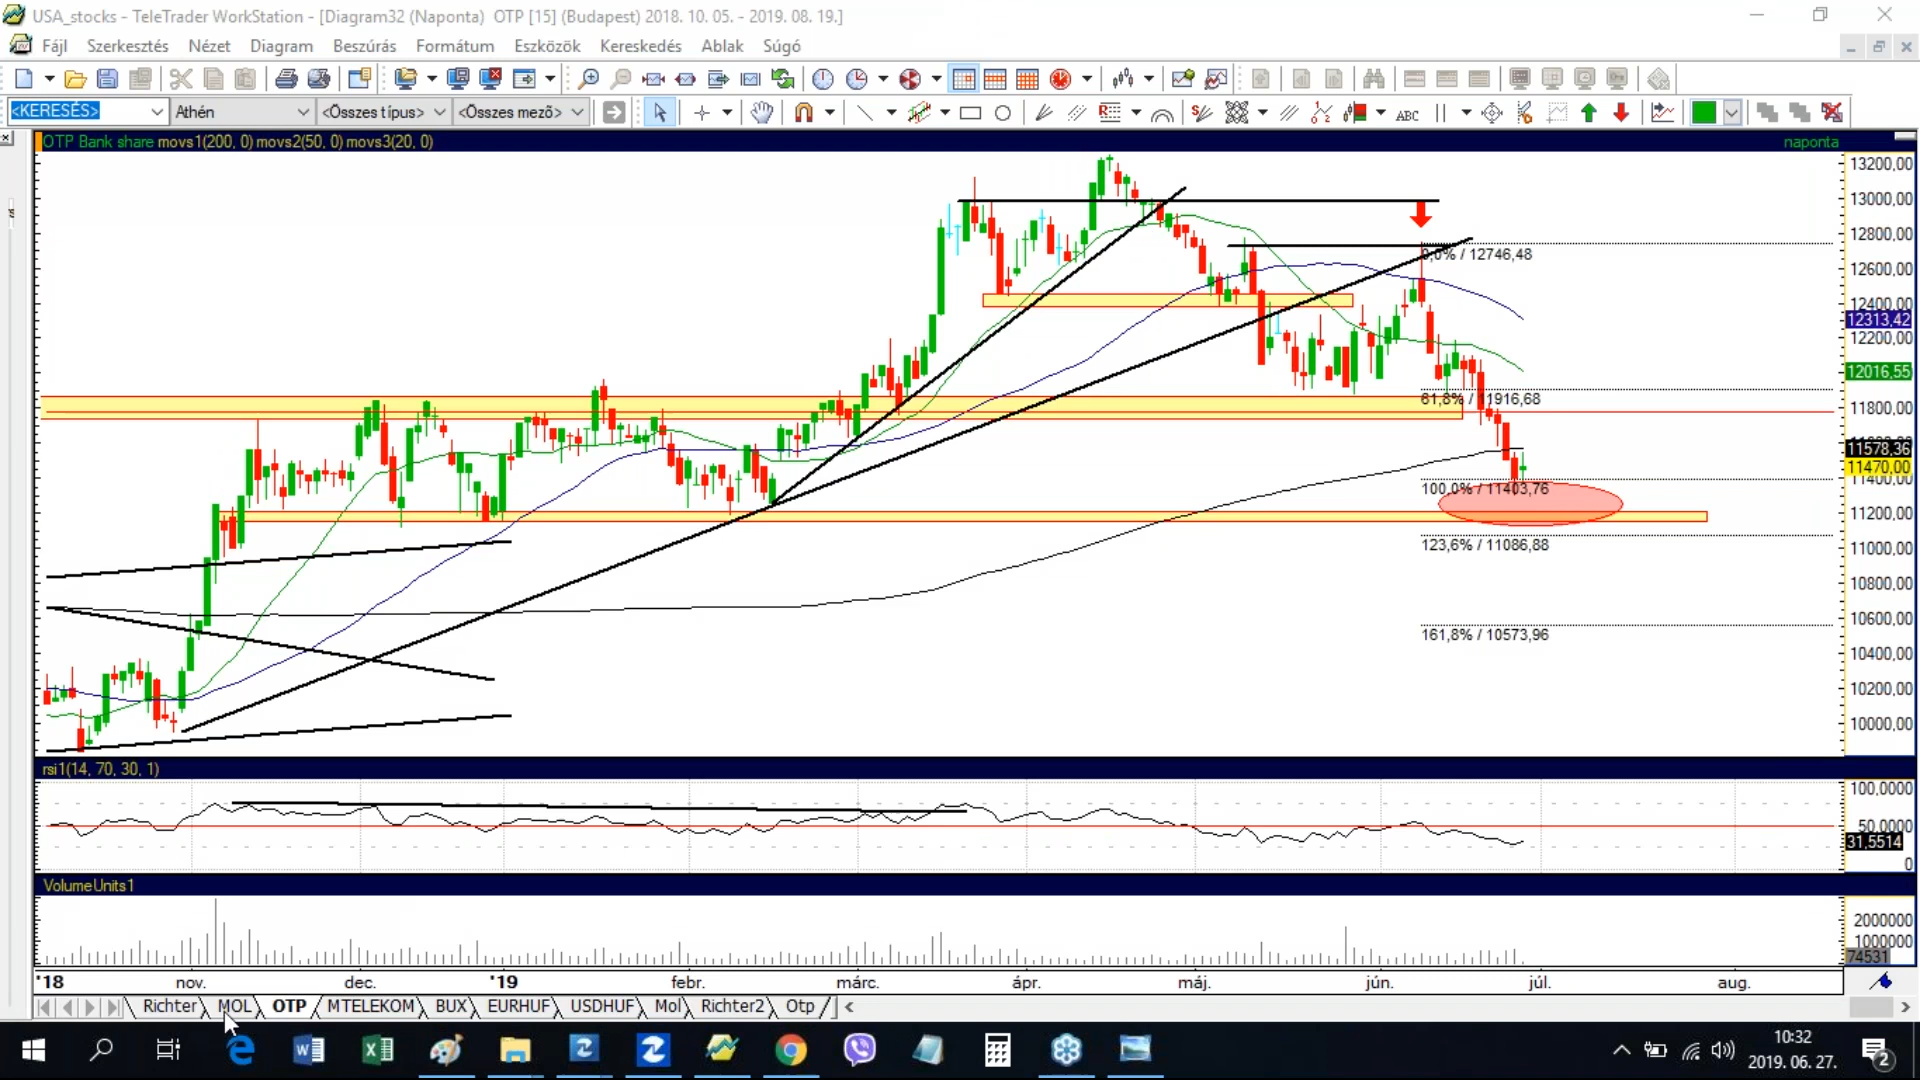 USA_stocks - TeleTrader WorkStation - [Diagram32 (Naponta)   OTP [15] (Budapest) 2018. 10. 05. - 2019. 08. 19.]
Fájl Szerkesztés Nézet Diagram Beszúrás Formátum Eszközök Kereskedés Ablak Súgó
<KERESÉS> Athén <Összes típus> <Összes mező> ABC
OTP Bank share movs1(200, 0) movs2(50, 0) movs3(20, 0) naponta
13200,00
13000,00
12800,00
0,0% / 12746,48
12600,00
12400,00
12313,42
12200,00
12016,55
61,8% / 11916,68
11800,00
11578,36
11470,00
11400,00
100,0% / 11403,76
11200,00
123,6% / 11086,88
11000,00
10800,00
10600,00
161,8% / 10573,96
10400,00
10200,00
10000,00
rsi1(14, 70, 30, 1)
100,0000
50,0000
31,5514
0
VolumeUnits1
2000000
1000000
74531
'18 nov. dec. '19 febr. márc. ápr. máj. jún. júl. aug.
Richter MOL OTP MTELEKOM BUX EURHUF USDHUF Mol Richter2 Otp
10:32
2019. 06. 27.
2